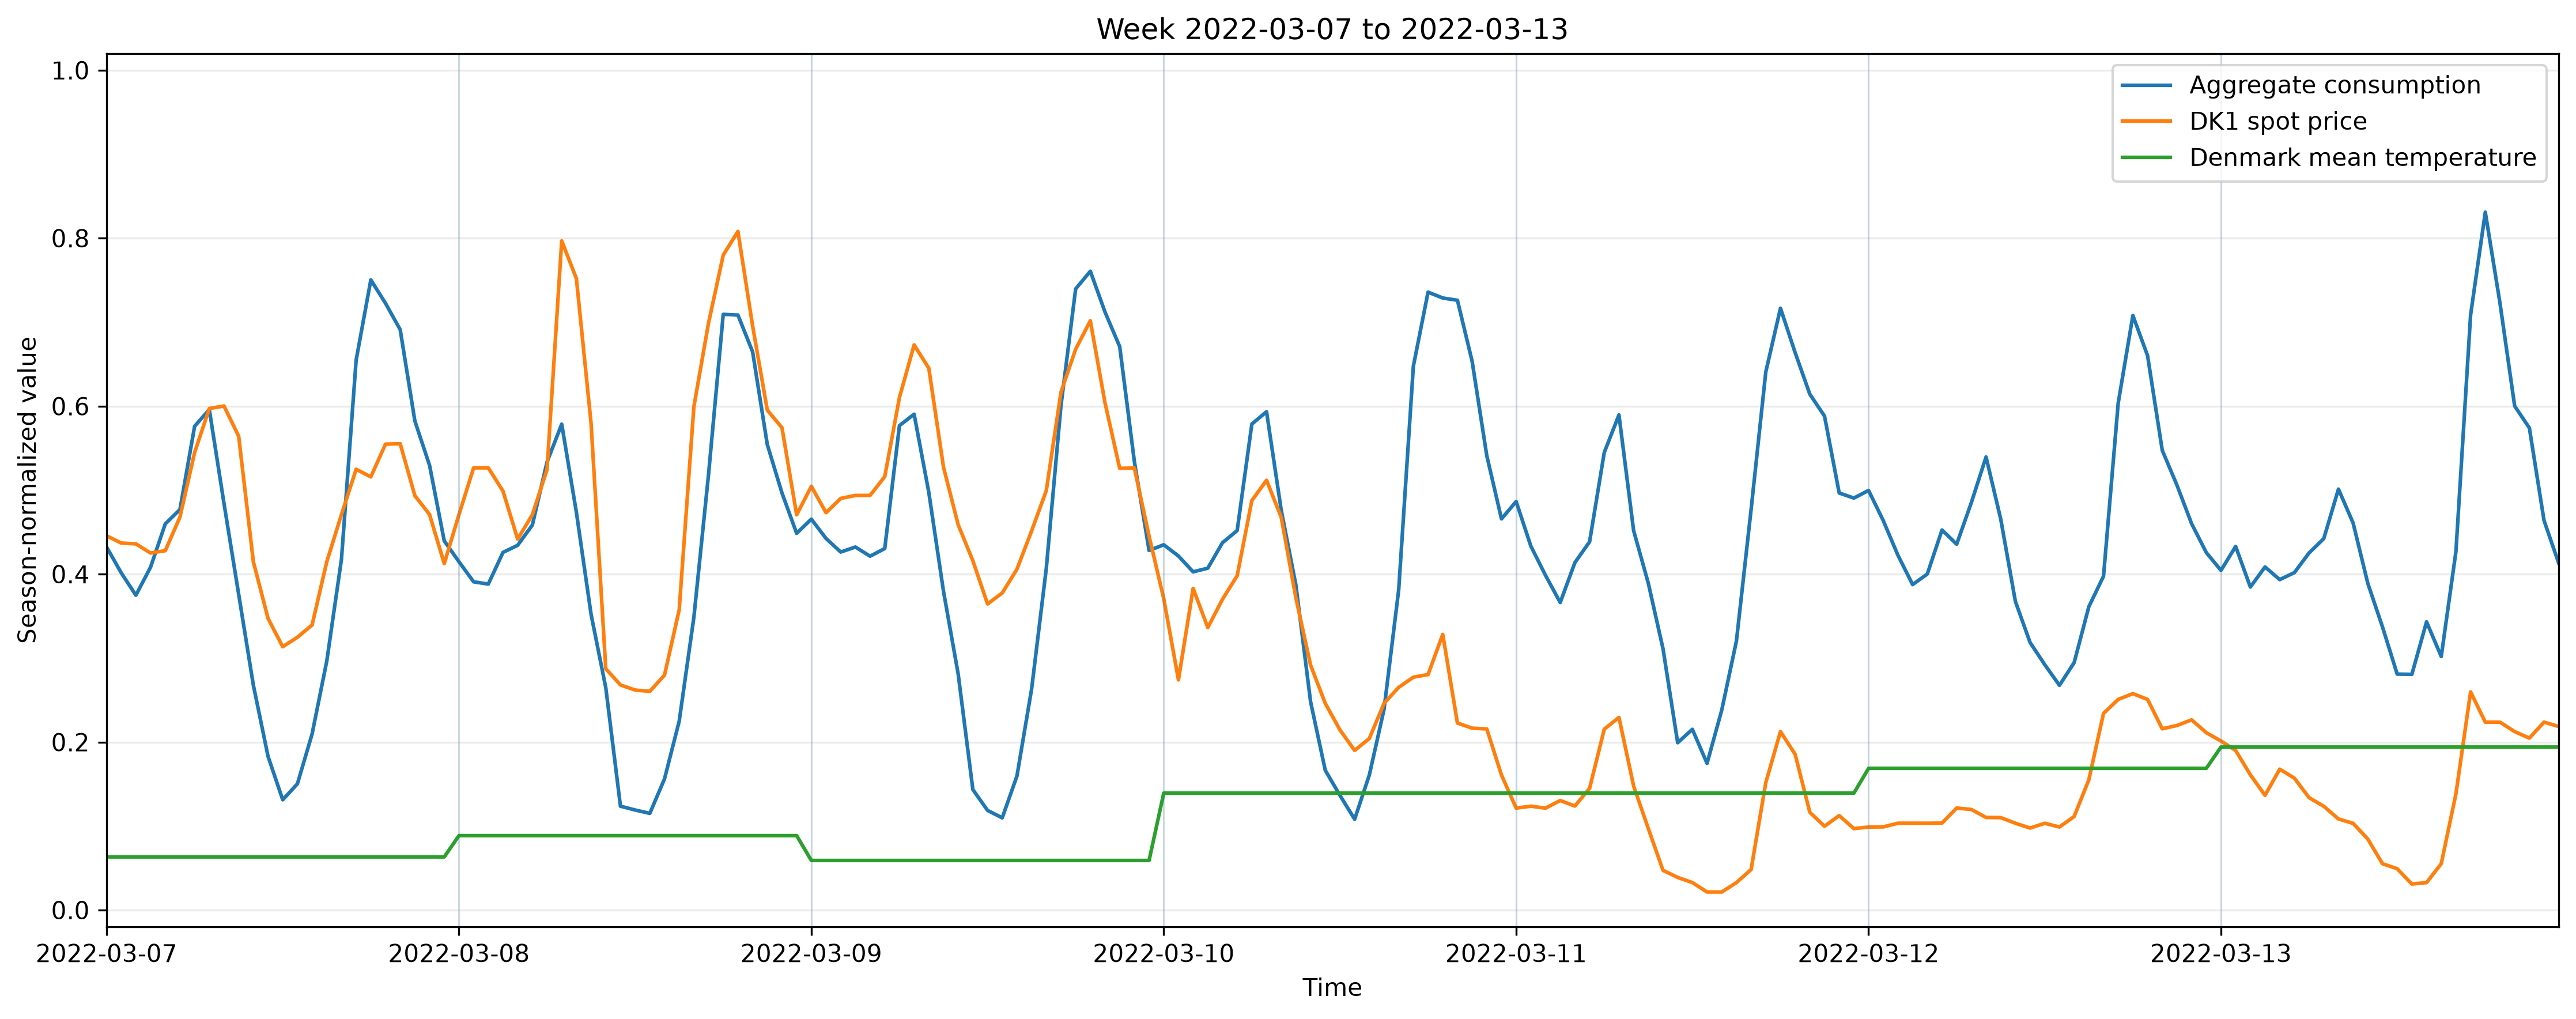 Week 2022-03-07 to 2022-03-13
Aggregate consumption
DK1 spot price
Denmark mean temperature
Season-normalized value
1.0
0.8
0.6
0.4
0.2
0.0
2022-03-07
2022-03-08
2022-03-09
2022-03-10
2022-03-11
2022-03-12
2022-03-13
Time